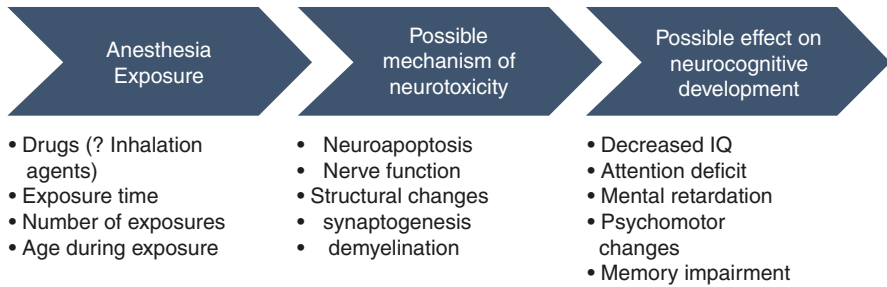 Anesthesia
Exposure
Possible
mechanism of
neurotoxicity
Possible effect on
neurocognitive
development
• Drugs (? Inhalation
agents)
• Exposure time
• Number of exposures
• Age during exposure
• Neuroapoptosis
• Nerve function
• Structural changes
• synaptogenesis
• demyelination
• Decreased IQ
• Attention deficit
• Mental retardation
• Psychomotor
changes
• Memory impairment